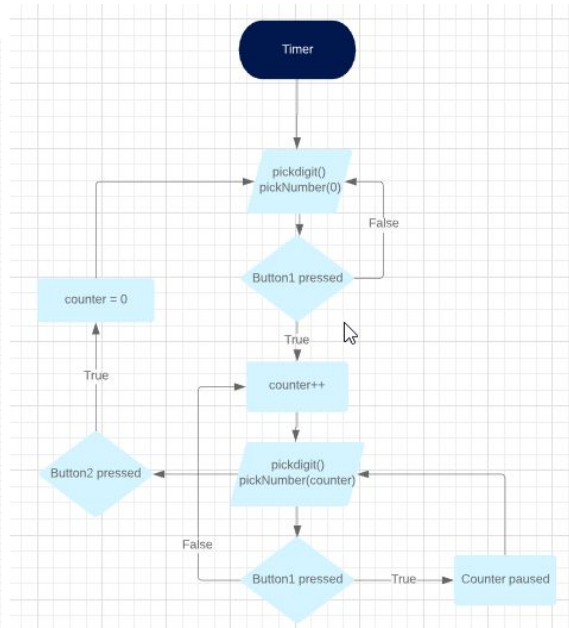 Timer
pickdigit()
pickNumber(0)
False
Button1 pressed
counter = 0
True
True
counter++
Button2 pressed
pickdigit()
pickNumber(counter)
False
Button1 pressed
True
Counter paused